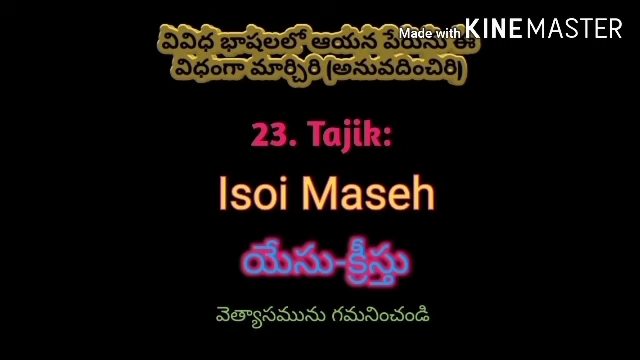 Made with KINEMASTER
వివిధ భాషలలో ఆయన పేరును ఈ
విధంగా మార్చిరి (అనువదించిరి)
23. Tajik:
Isoi Maseh
యేసు-క్రీస్తు
వెత్యాసమును గమనించండి